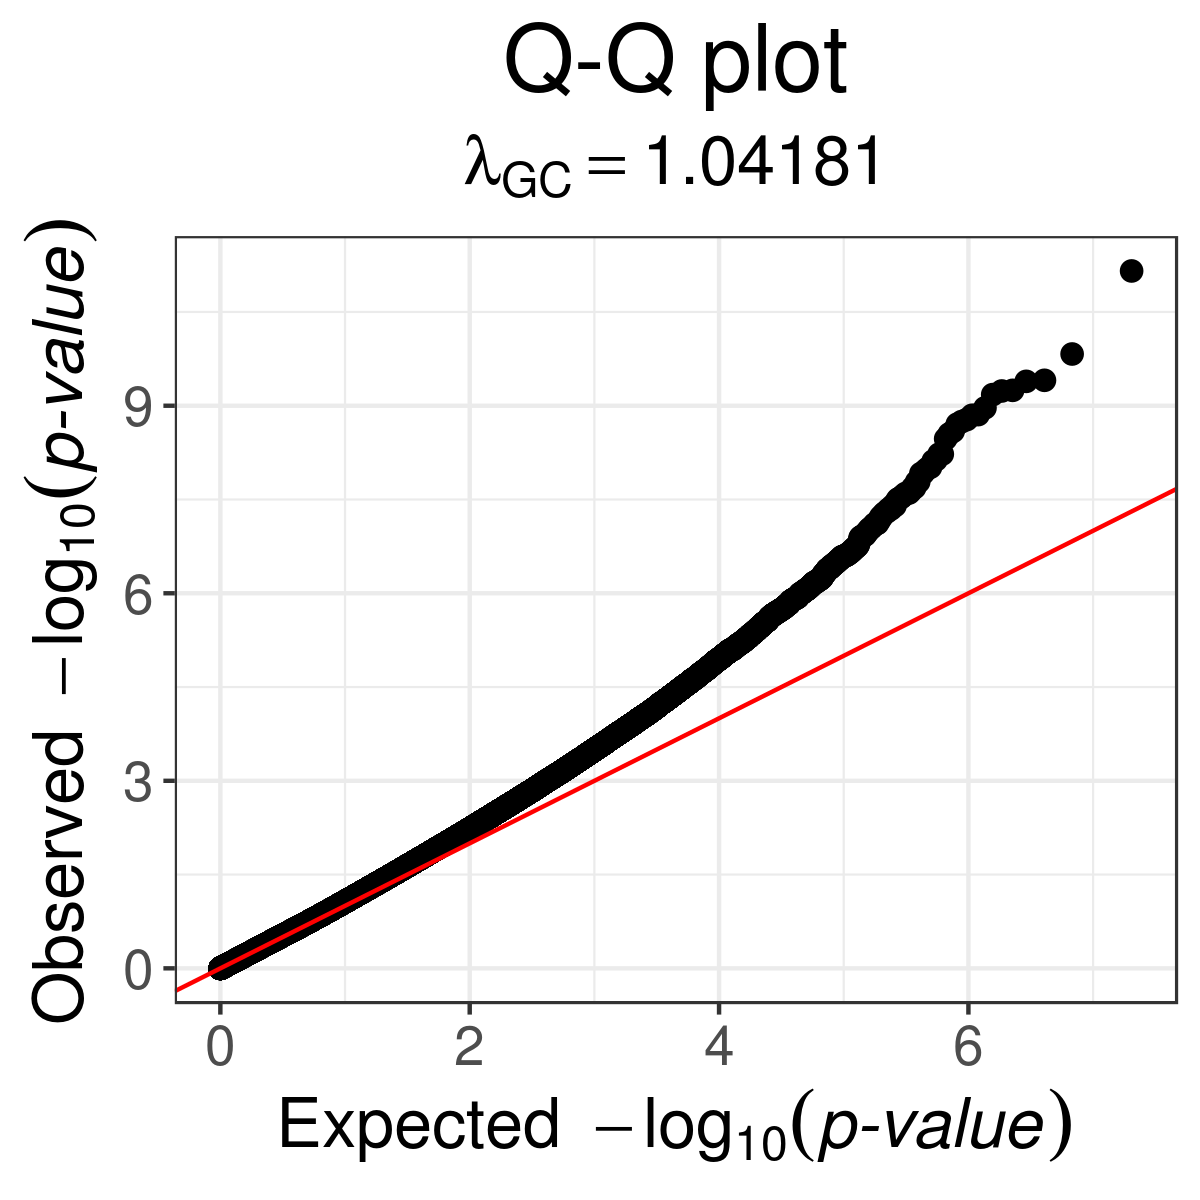 Q-Q plot
λGC = 1.04181
Observed −log10(p-value)
9
6
3
0
0 2 4 6
Expected −log10(p-value)